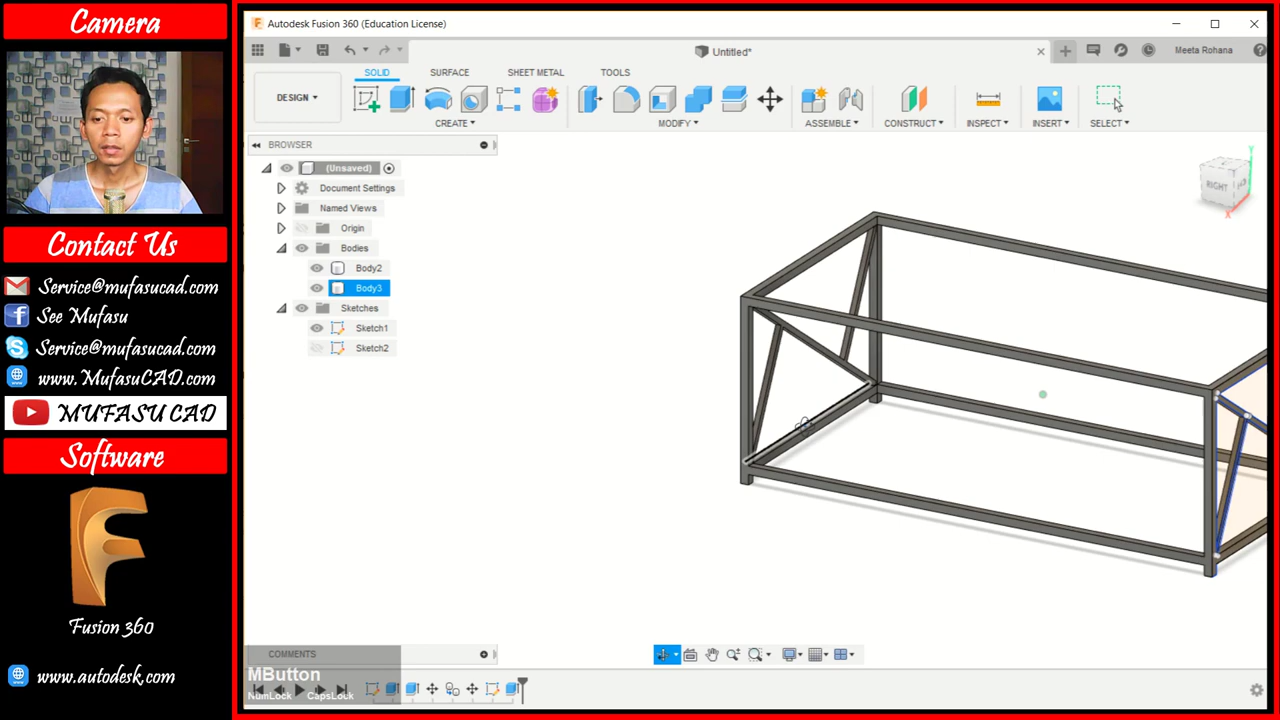 Camera
Contact Us
Service@mufasucad.com
See Mufasu
Service@mufasucad.com
www.MufasuCAD.com
MUFASU CAD
Software
Fusion 360
www.autodesk.com
Autodesk Fusion 360 (Education License)
Untitled*
Meeta Rohana
DESIGN
SOLID
SURFACE
SHEET METAL
TOOLS
CREATE
MODIFY
ASSEMBLE
CONSTRUCT
INSPECT
INSERT
SELECT
BROWSER
(Unsaved)
Document Settings
Named Views
Origin
Bodies
Body2
Body3
Sketches
Sketch1
Sketch2
RIGHT
Y
X
COMMENTS
MButton
NumLock CapsLock